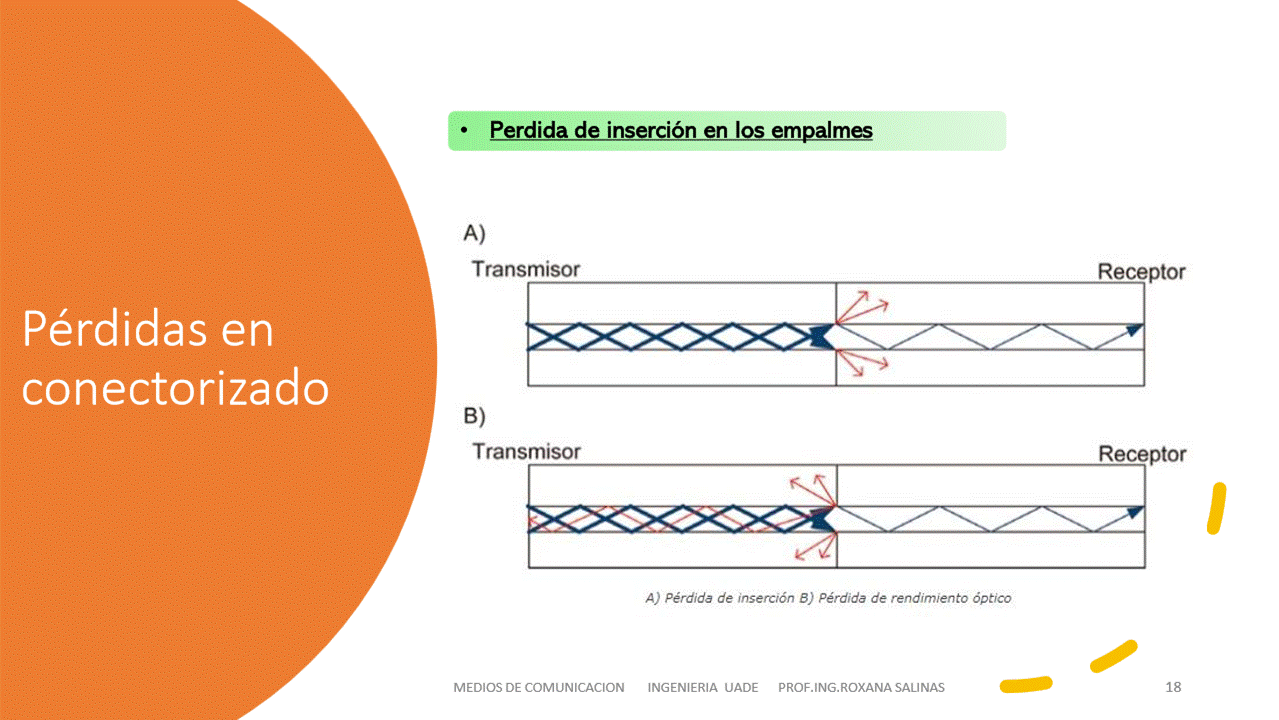 Pérdidas en
conectorizado
• Perdida de inserción en los empalmes
A)
Transmisor
Receptor
B)
Transmisor
Receptor
A) Pérdida de inserción B) Pérdida de rendimiento óptico
MEDIOS DE COMUNICACION INGENIERIA UADE PROF.ING.ROXANA SALINAS
18